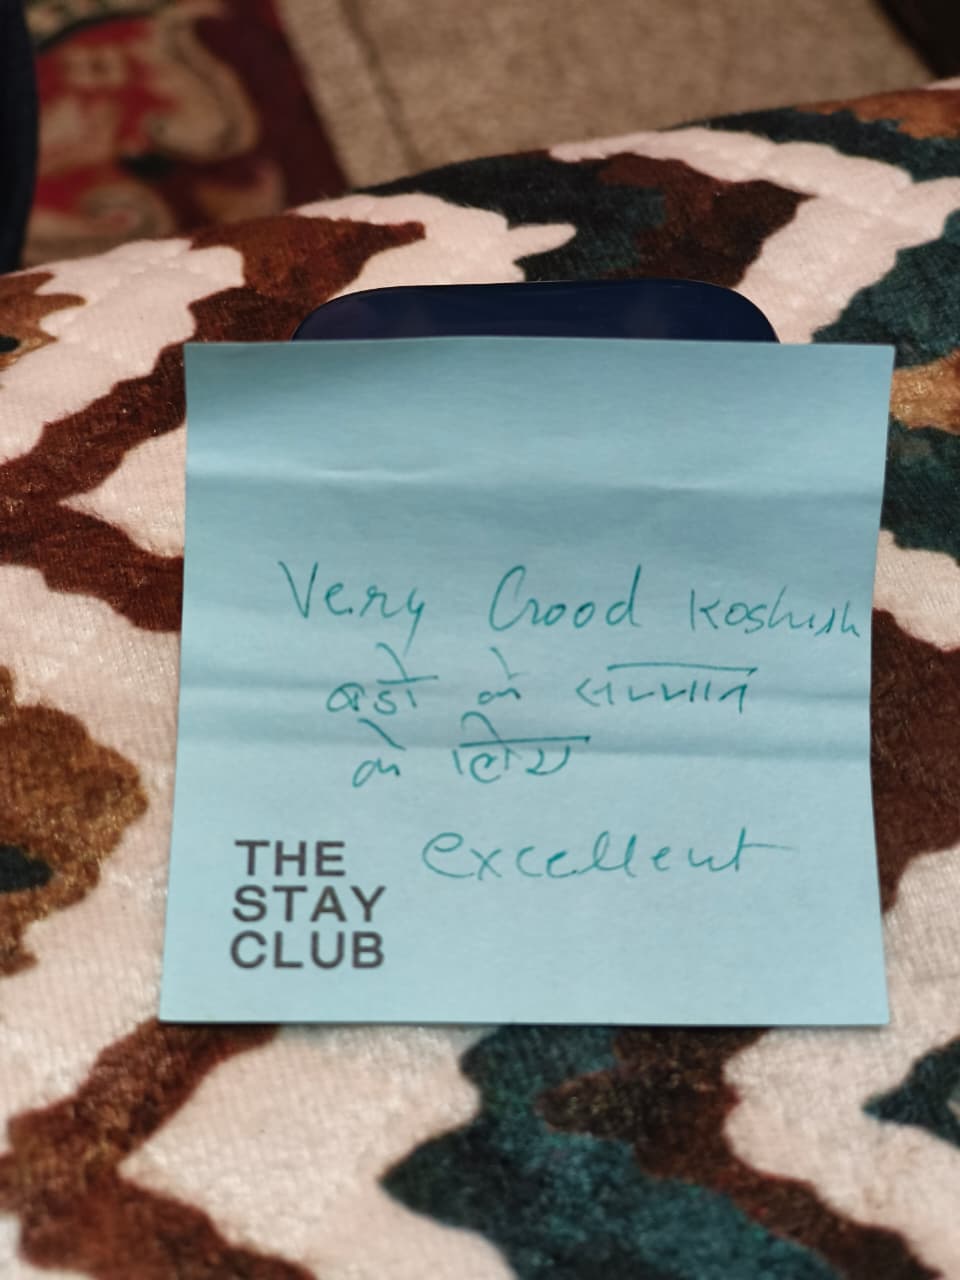 Very Good Koshish
बडो के सम्मान
के लिए
excellent
THE
STAY
CLUB